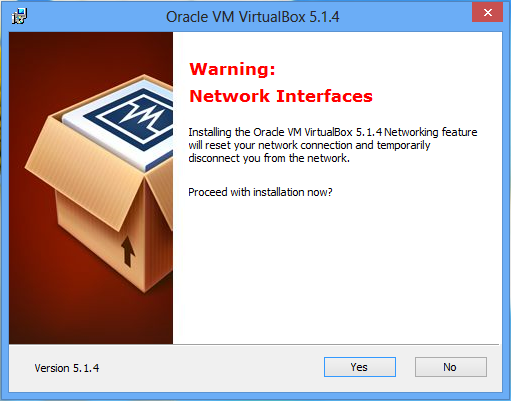 Oracle VM VirtualBox 5.1.4
Warning:
Network Interfaces
Installing the Oracle VM VirtualBox 5.1.4 Networking feature
will reset your network connection and temporarily
disconnect you from the network.
Proceed with installation now?
Version 5.1.4
Yes
No